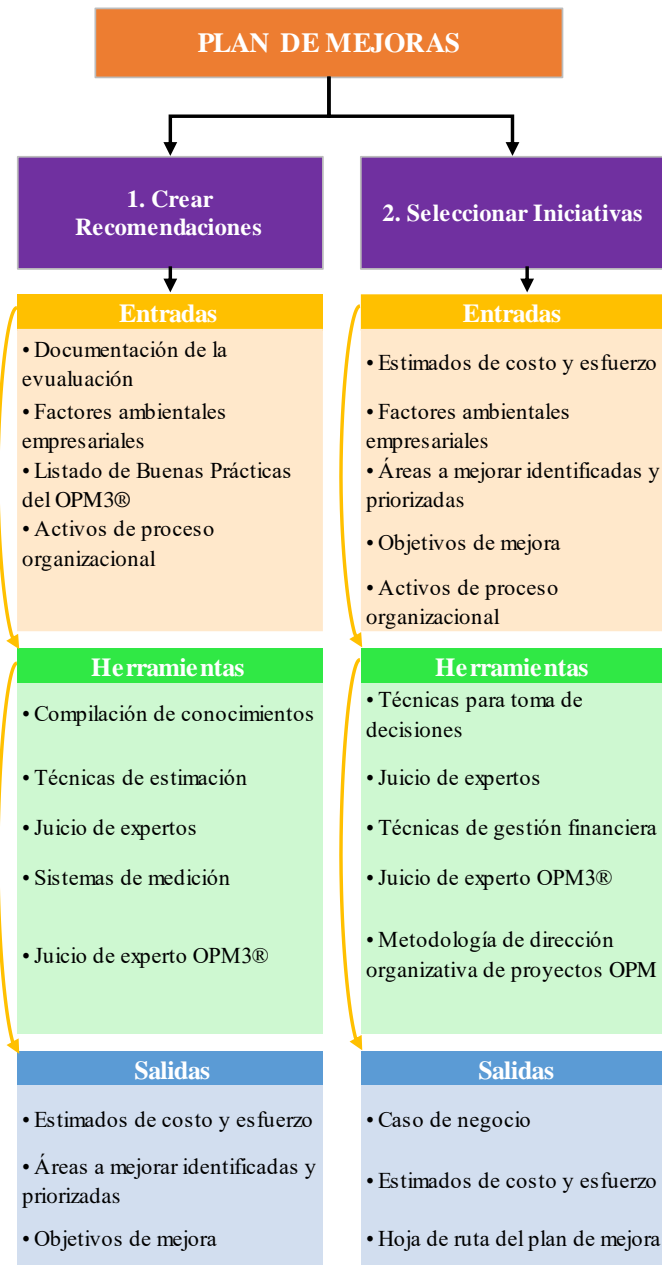 PLAN DE MEJORAS
1. Crear
Recomendaciones
Entradas
• Documentación de la
evualuación
• Factores ambientales
empresariales
• Listado de Buenas Prácticas
del OPM3®
• Activos de proceso
organizacional
Herramientas
• Compilación de conocimientos
• Técnicas de estimación
• Juicio de expertos
• Sistemas de medición
• Juicio de experto OPM3®
Salidas
• Estimados de costo y esfuerzo
• Áreas a mejorar identificadas y
priorizadas
• Objetivos de mejora
2. Seleccionar Iniciativas
Entradas
• Estimados de costo y esfuerzo
• Factores ambientales
empresariales
• Áreas a mejorar identificadas y
priorizadas
• Objetivos de mejora
• Activos de proceso
organizacional
Herramientas
• Técnicas para toma de
decisiones
• Juicio de expertos
• Técnicas de gestión financiera
• Juicio de experto OPM3®
• Metodología de dirección
organizativa de proyectos OPM
Salidas
• Caso de negocio
• Estimados de costo y esfuerzo
• Hoja de ruta del plan de mejora